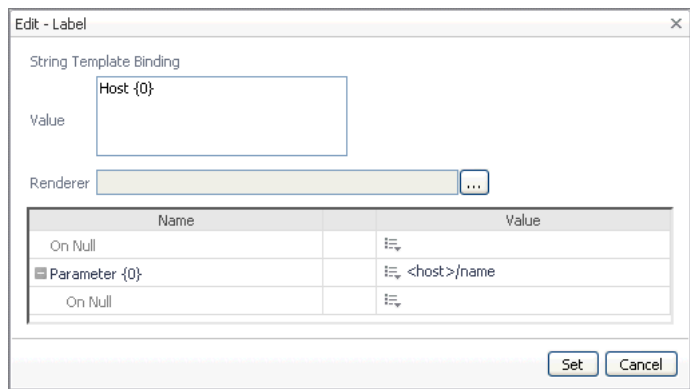 Edit - Label
String Template Binding
Host {0}
Value
Renderer ...
Name Value
On Null
Parameter {0} <host>/name
On Null
Set Cancel